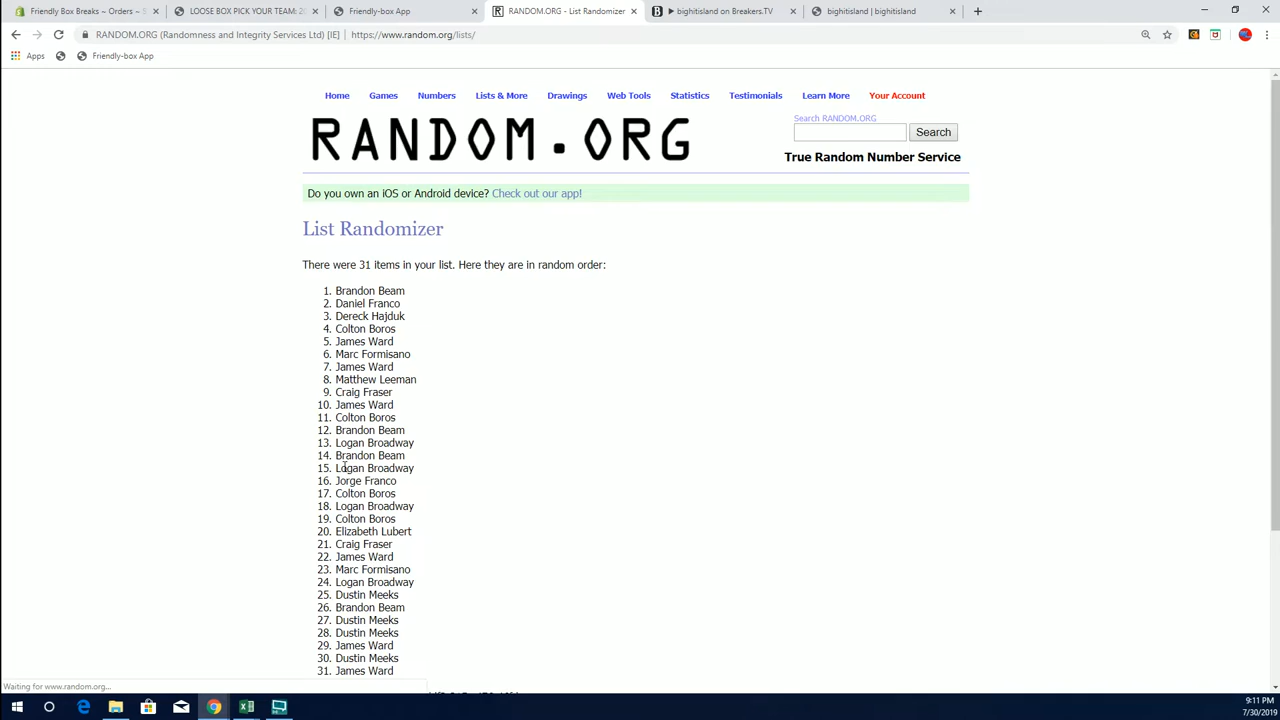 Friendly Box Breaks ~ Orders ~ S
LOOSE BOX PICK YOUR TEAM: 20
Friendly-box App
RANDOM.ORG - List Randomizer
bighitisland on Breakers.TV
bighitisland | bighitisland
RANDOM.ORG (Randomness and Integrity Services Ltd) [IE] | https://www.random.org/lists/
Apps
Friendly-box App
Home Games Numbers Lists & More Drawings Web Tools Statistics Testimonials Learn More Your Account
RANDOM.ORG
Search RANDOM.ORG
Search
True Random Number Service
Do you own an iOS or Android device? Check out our app!
List Randomizer
There were 31 items in your list. Here they are in random order:
1. Brandon Beam
2. Daniel Franco
3. Dereck Hajduk
4. Colton Boros
5. James Ward
6. Marc Formisano
7. James Ward
8. Matthew Leeman
9. Craig Fraser
10. James Ward
11. Colton Boros
12. Brandon Beam
13. Logan Broadway
14. Brandon Beam
15. Logan Broadway
16. Jorge Franco
17. Colton Boros
18. Logan Broadway
19. Colton Boros
20. Elizabeth Lubert
21. Craig Fraser
22. James Ward
23. Marc Formisano
24. Logan Broadway
25. Dustin Meeks
26. Brandon Beam
27. Dustin Meeks
28. Dustin Meeks
29. James Ward
30. Dustin Meeks
31. James Ward
Waiting for www.random.org...
9:11 PM
7/30/2019